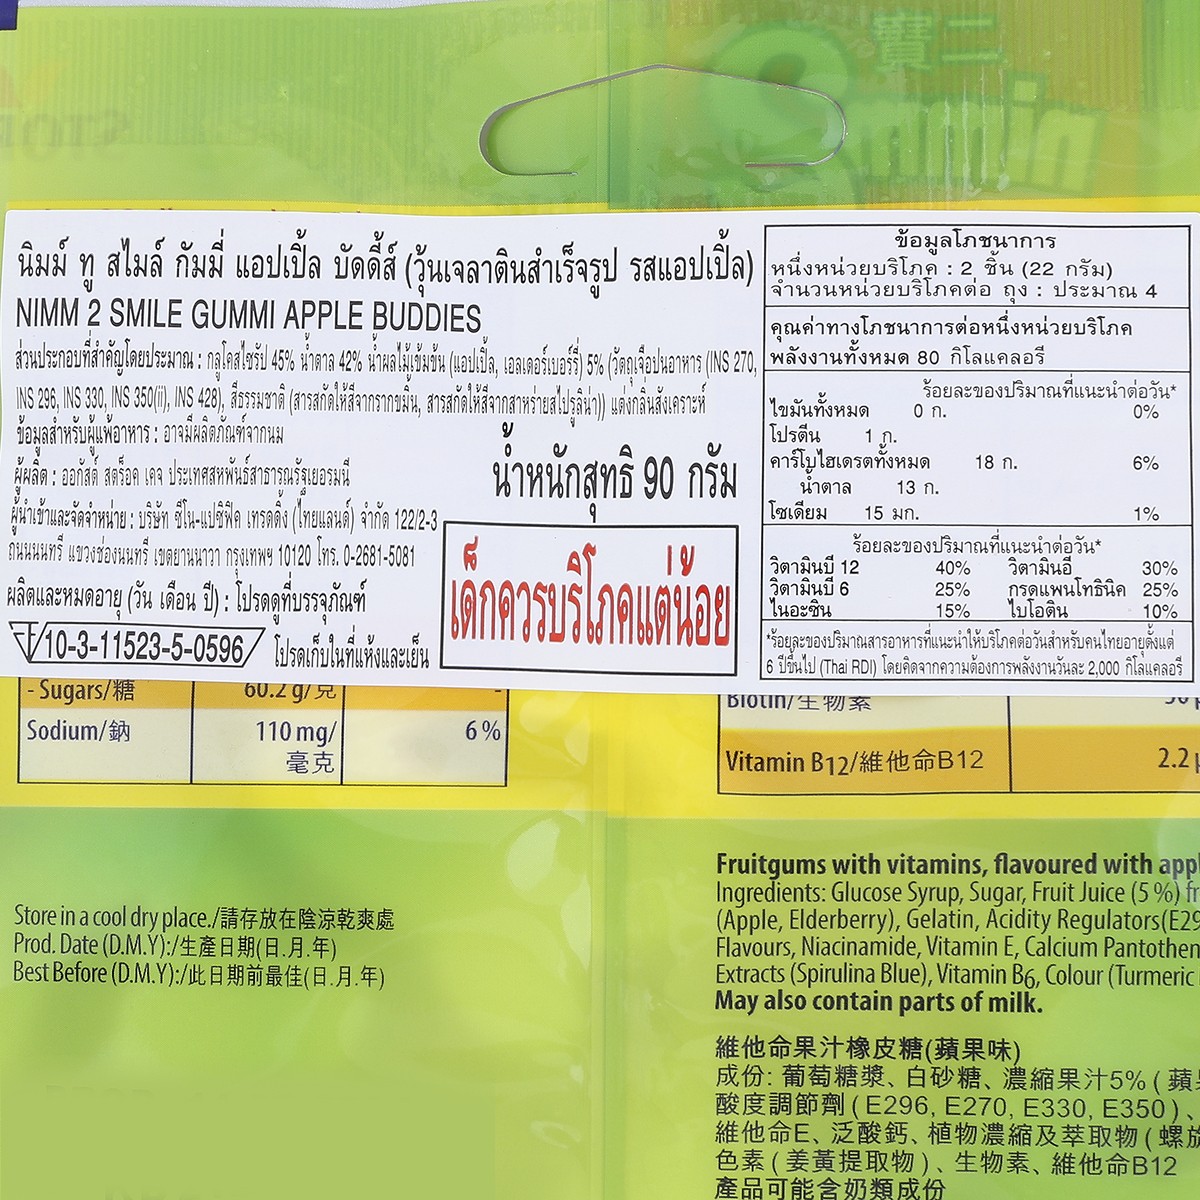 寶二
นิมม์ ทู สไมล์ กัมมี่ แอปเปิ้ล บัดดี้ส์ (วุ้นเจลาตินสำเร็จรูป รสแอปเปิ้ล)
NIMM 2 SMILE GUMMI APPLE BUDDIES
ส่วนประกอบที่สำคัญโดยประมาณ : กลูโคสไซรัป 45% น้ำตาล 42% น้ำผลไม้เข้มข้น (แอปเปิ้ล, เอลเดอร์เบอร์รี่) 5% (วัตถุเจือปนอาหาร (INS 270,
INS 296, INS 330, INS 350(ii), INS 428), สีธรรมชาติ (สารสกัดให้สีจากรากขมิ้น, สารสกัดให้สีจากสาหร่ายสไปรูลิน่า)) แต่งกลิ่นสังเคราะห์
ข้อมูลสำหรับผู้แพ้อาหาร : อาจมีผลิตภัณฑ์จากนม
ผู้ผลิต : ออกัสต์ สตร็อค เคจ ประเทศสหพันธ์สาธารณรัฐเยอรมนี
ผู้นำเข้าและจัดจำหน่าย : บริษัท ซีโน-แปซิฟิค เทรดดิ้ง (ไทยแลนด์) จำกัด 122/2-3
ถนนนนทรี แขวงช่องนนทรี เขตยานนาวา กรุงเทพฯ 10120 โทร. 0-2681-5081
ผลิตและหมดอายุ (วัน เดือน ปี) : โปรดดูที่บรรจุภัณฑ์
10-3-11523-5-0596
โปรดเก็บในที่แห้งและเย็น
น้ำหนักสุทธิ 90 กรัม
เด็กควรบริโภคแต่น้อย
ข้อมูลโภชนาการ
หนึ่งหน่วยบริโภค : 2 ชิ้น (22 กรัม)
จำนวนหน่วยบริโภคต่อ ถุง : ประมาณ 4
คุณค่าทางโภชนาการต่อหนึ่งหน่วยบริโภค
พลังงานทั้งหมด 80 กิโลแคลอรี
ร้อยละของปริมาณที่แนะนำต่อวัน*
ไขมันทั้งหมด 0 ก. 0%
โปรตีน 1 ก.
คาร์โบไฮเดรตทั้งหมด 18 ก. 6%
น้ำตาล 13 ก.
โซเดียม 15 มก. 1%
ร้อยละของปริมาณที่แนะนำต่อวัน*
วิตามินบี 12 40% วิตามินอี 30%
วิตามินบี 6 25% กรดแพนโทธินิค 25%
ไนอะซิน 15% ไบโอติน 10%
*ร้อยละของปริมาณสารอาหารที่แนะนำให้บริโภคต่อวันสำหรับคนไทยอายุตั้งแต่
6 ปีขึ้นไป (Thai RDI) โดยคิดจากความต้องการพลังงานวันละ 2,000 กิโลแคลอรี
- Sugars/糖 60.2 g/克 -
Sodium/鈉 110 mg/ 6%
毫克
Biotin/生物素
Vitamin B12/維他命B12 2.2
Store in a cool dry place./請存放在陰涼乾爽處
Prod. Date (D.M.Y):/生產日期(日.月.年)
Best Before (D.M.Y):/此日期前最佳(日.月.年)
Fruitgums with vitamins, flavoured with appl
Ingredients: Glucose Syrup, Sugar, Fruit Juice (5%) fr
(Apple, Elderberry), Gelatin, Acidity Regulators(E29
Flavours, Niacinamide, Vitamin E, Calcium Pantothen
Extracts (Spirulina Blue), Vitamin B6, Colour (Turmeric
May also contain parts of milk.
維他命果汁橡皮糖(蘋果味)
成份: 葡萄糖漿、白砂糖、濃縮果汁5% (蘋
酸度調節劑 (E296, E270, E330, E350)、
維他命E、泛酸鈣、植物濃縮及萃取物 (螺旋
色素 (姜黃提取物)、生物素、維他命B12
產品可能含奶類成份